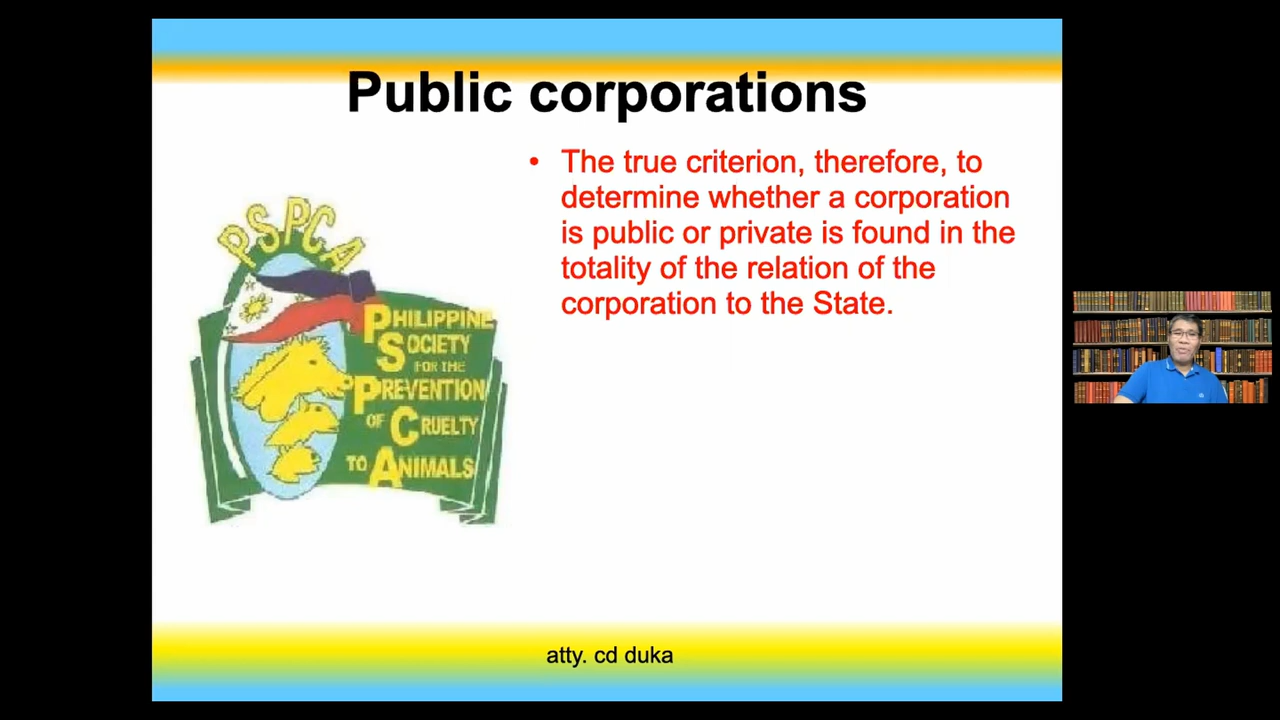 Public corporations
• The true criterion, therefore, to
determine whether a corporation
is public or private is found in the
totality of the relation of the
corporation to the State.
PSPCA
PHILIPPINE
SOCIETY
FOR THE
PREVENTION
OF CRUELTY
TO ANIMALS
atty. cd duka